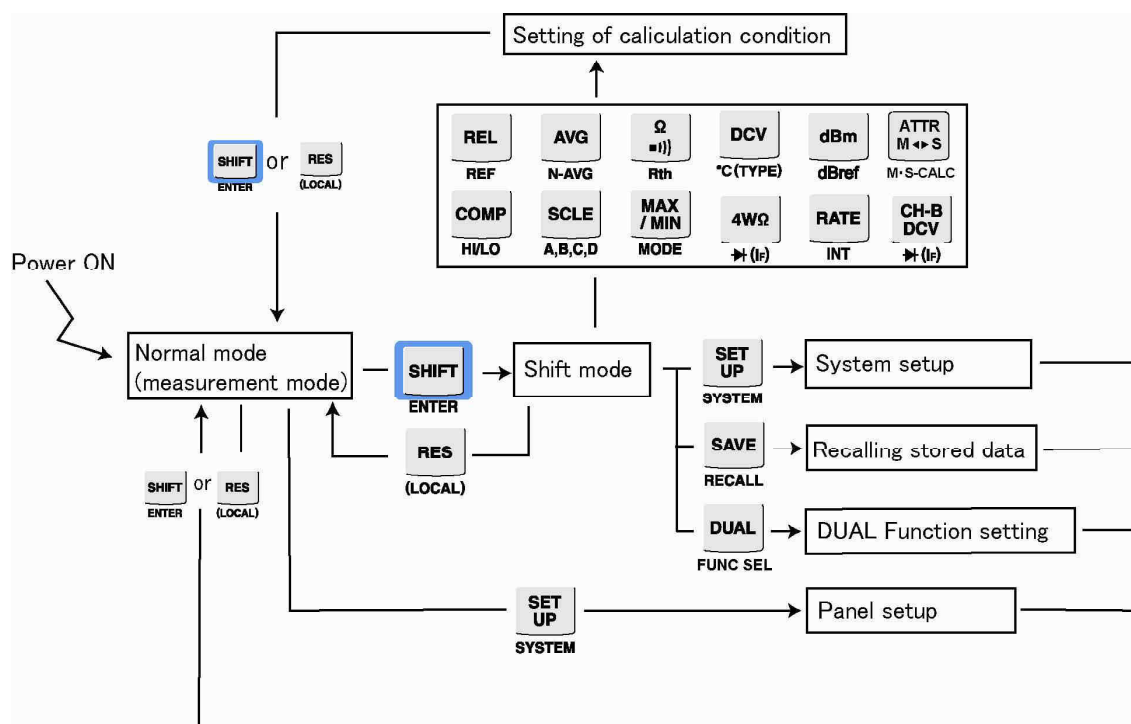 Setting of caliculation condition
REL
REF
AVG
N-AVG
Ω
Rth
DCV
°C(TYPE)
dBm
dBref
ATTR
M◂▸S
M・S-CALC
COMP
HI/LO
SCLE
A,B,C,D
MAX
/ MIN
MODE
4WΩ
(IF)
RATE
INT
CH-B
DCV
(IF)
SHIFT
ENTER
or
RES
(LOCAL)
Power ON
Normal mode
(measurement mode)
SHIFT
ENTER
Shift mode
RES
(LOCAL)
SET
UP
SYSTEM
System setup
SAVE
RECALL
Recalling stored data
DUAL
FUNC SEL
DUAL Function setting
SHIFT
ENTER
or
RES
(LOCAL)
SET
UP
SYSTEM
Panel setup